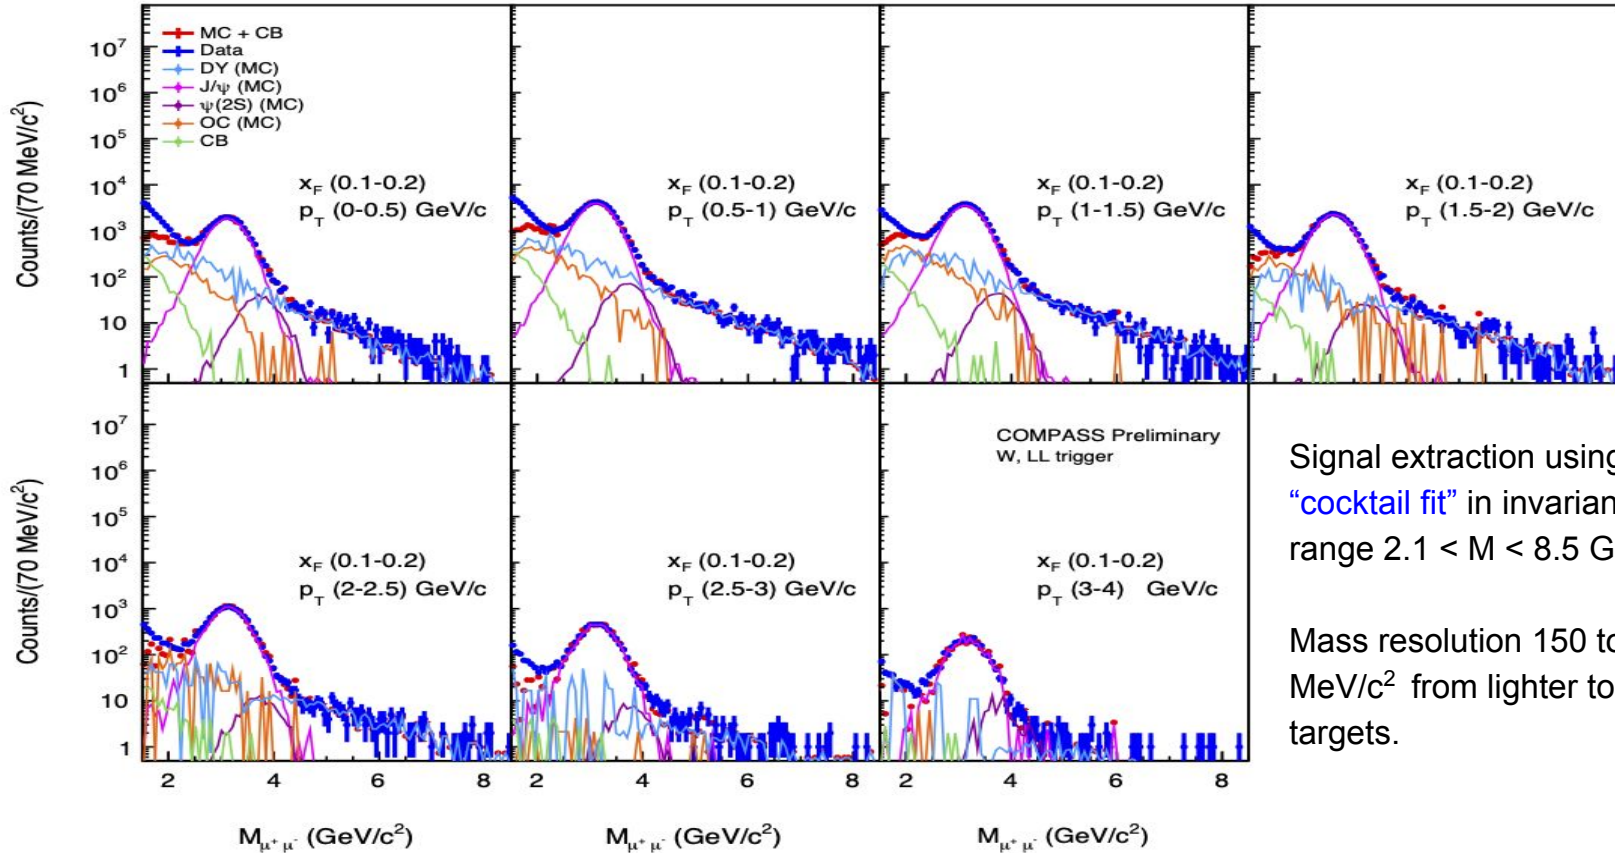 MC + CB
Data
DY (MC)
J/ψ (MC)
ψ(2S) (MC)
OC (MC)
CB
Counts/(70 MeV/c²)
10⁷
10⁶
10⁵
10⁴
10³
10²
10
1
x_F (0.1-0.2)
p_T (0-0.5) GeV/c
x_F (0.1-0.2)
p_T (0.5-1) GeV/c
x_F (0.1-0.2)
p_T (1-1.5) GeV/c
x_F (0.1-0.2)
p_T (1.5-2) GeV/c
Counts/(70 MeV/c²)
10⁷
10⁶
10⁵
10⁴
10³
10²
10
1
x_F (0.1-0.2)
p_T (2-2.5) GeV/c
x_F (0.1-0.2)
p_T (2.5-3) GeV/c
COMPASS Preliminary
W, LL trigger
x_F (0.1-0.2)
p_T (3-4) GeV/c
2 4 6 8
2 4 6 8
2 4 6 8
M_μ⁺ μ⁻ (GeV/c²)
M_μ⁺ μ⁻ (GeV/c²)
M_μ⁺ μ⁻ (GeV/c²)
Signal extraction using
“cocktail fit” in invarian
range 2.1 < M < 8.5 G
Mass resolution 150 to
MeV/c² from lighter to
targets.